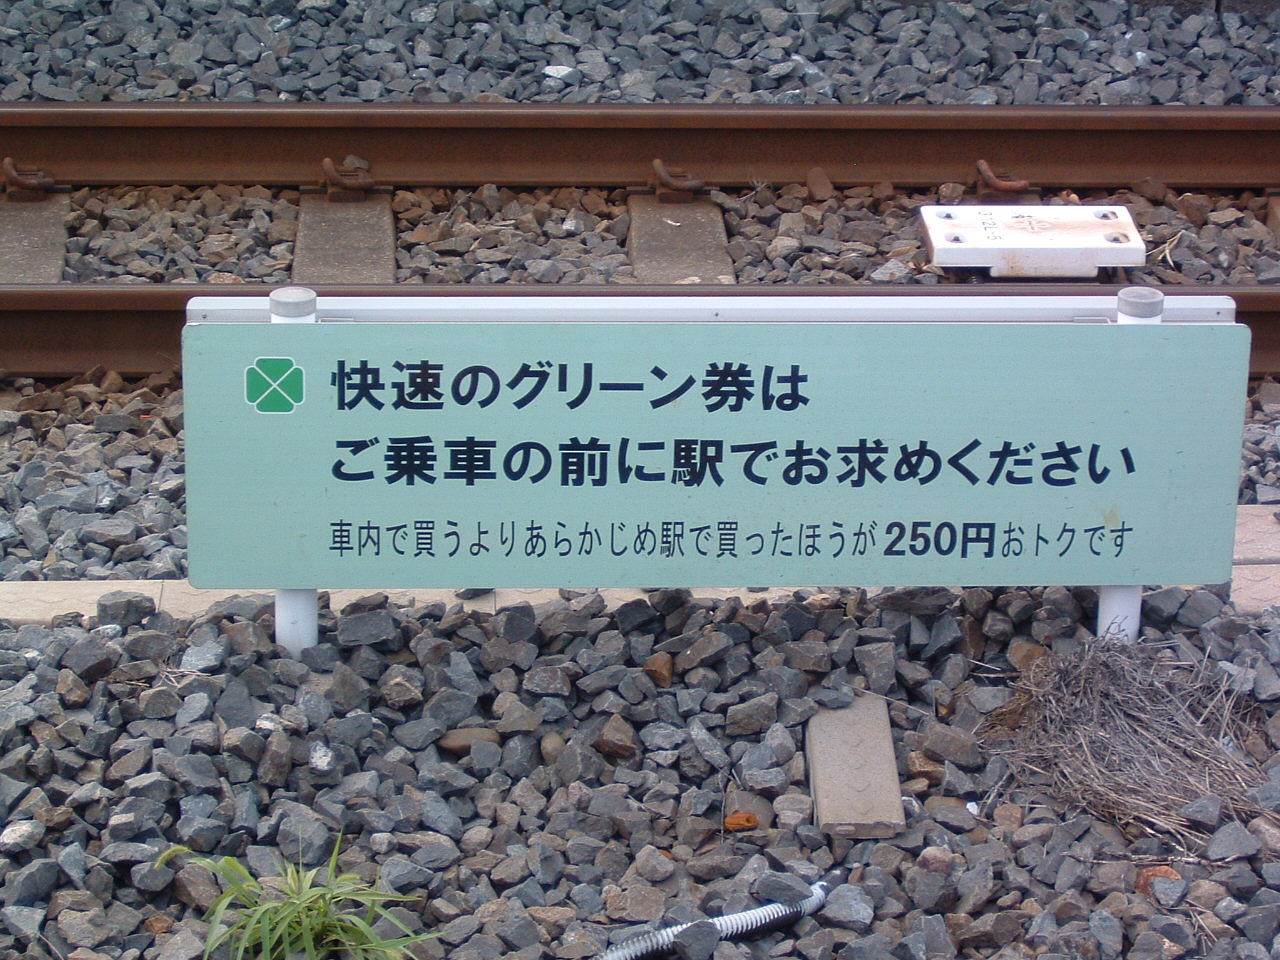 快速のグリーン券は
ご乗車の前に駅でお求めください
車内で買うよりあらかじめ駅で買ったほうが250円おトクです